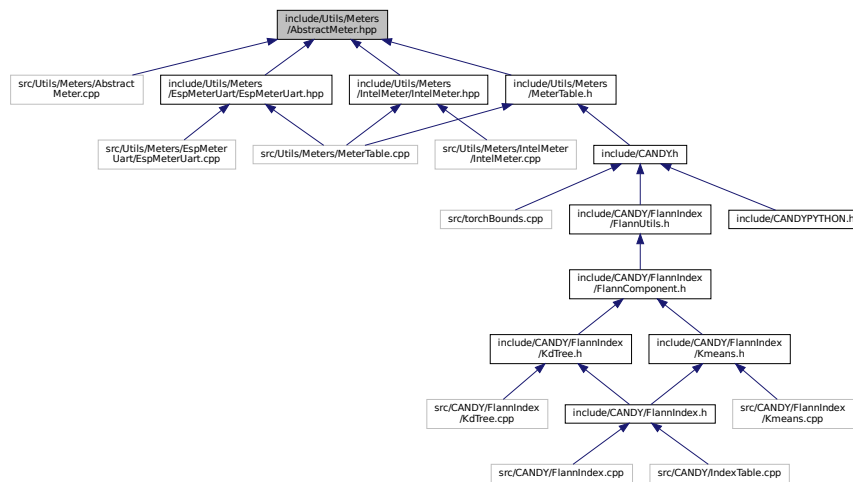 include/Utils/Meters
/AbstractMeter.hpp
src/Utils/Meters/Abstract
Meter.cpp
include/Utils/Meters
/EspMeterUart/EspMeterUart.hpp
include/Utils/Meters
/IntelMeter/IntelMeter.hpp
include/Utils/Meters
/MeterTable.h
src/Utils/Meters/EspMeter
Uart/EspMeterUart.cpp
src/Utils/Meters/MeterTable.cpp
src/Utils/Meters/IntelMeter
/IntelMeter.cpp
include/CANDY.h
src/torchBounds.cpp
include/CANDY/FlannIndex
/FlannUtils.h
include/CANDYPYTHON.h
include/CANDY/FlannIndex
/FlannComponent.h
include/CANDY/FlannIndex
/KdTree.h
include/CANDY/FlannIndex
/Kmeans.h
src/CANDY/FlannIndex
/KdTree.cpp
include/CANDY/FlannIndex.h
src/CANDY/FlannIndex
/Kmeans.cpp
src/CANDY/FlannIndex.cpp
src/CANDY/IndexTable.cpp